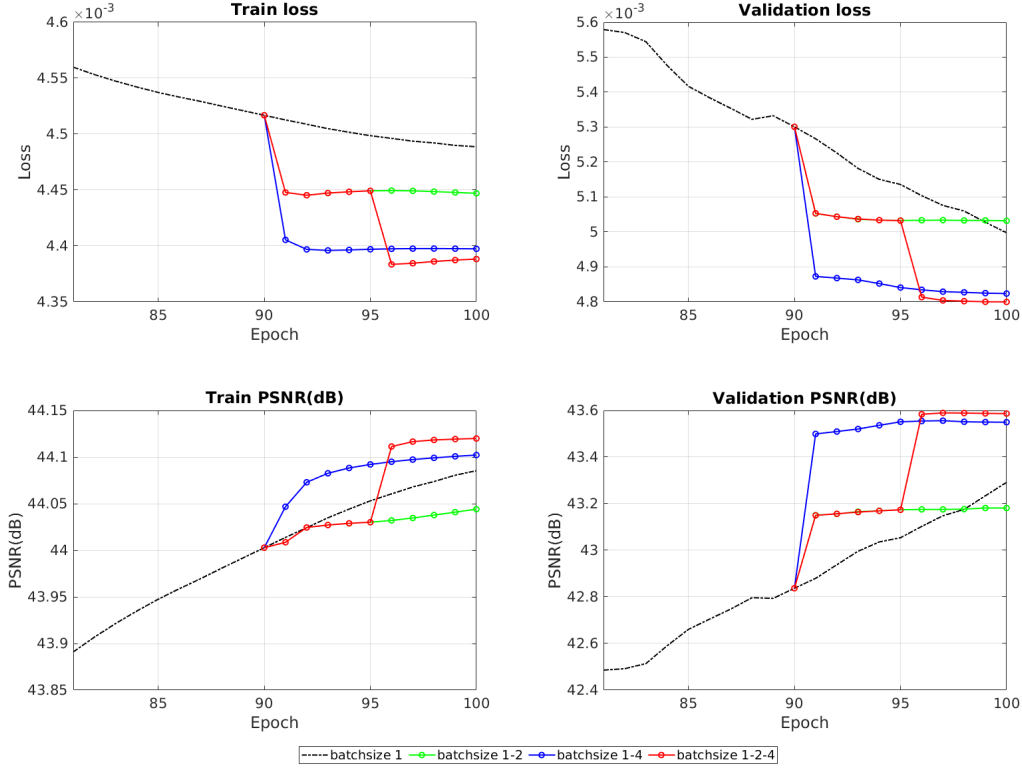 Train loss
×10⁻³
4.6
4.55
4.5
4.45
4.4
4.35
Loss
85 90 95 100
Epoch
Validation loss
×10⁻³
5.6
5.5
5.4
5.3
5.2
5.1
5
4.9
4.8
Loss
85 90 95 100
Epoch
Train PSNR(dB)
44.15
44.1
44.05
44
43.95
43.9
43.85
PSNR(dB)
85 90 95 100
Epoch
Validation PSNR(dB)
43.6
43.4
43.2
43
42.8
42.6
42.4
PSNR(dB)
85 90 95 100
Epoch
batchsize 1 batchsize 1-2 batchsize 1-4 batchsize 1-2-4